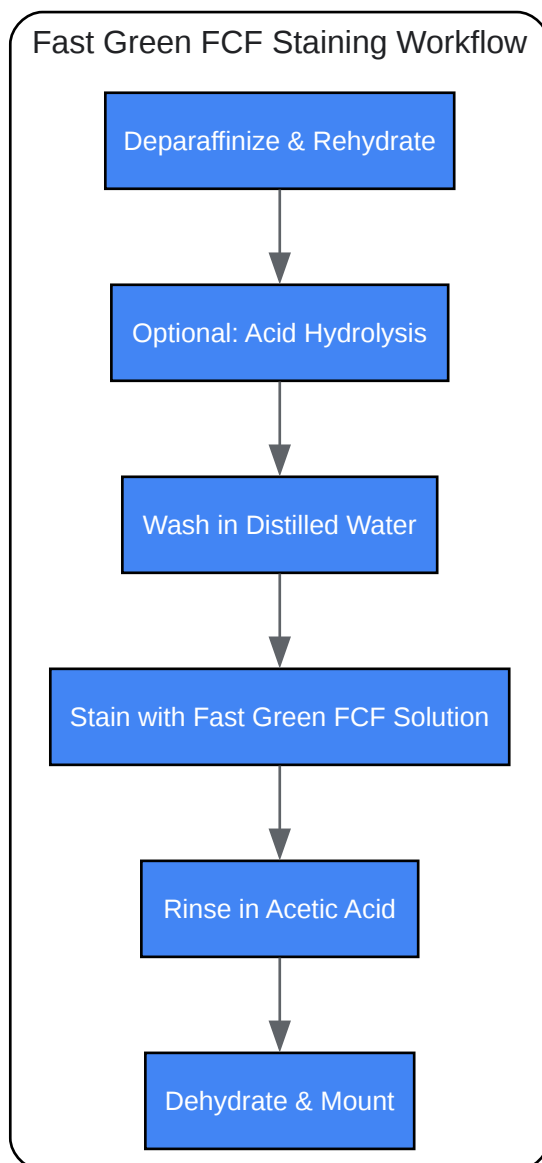 Fast Green FCF Staining Workflow
Deparaffinize & Rehydrate
Optional: Acid Hydrolysis
Wash in Distilled Water
Stain with Fast Green FCF Solution
Rinse in Acetic Acid
Dehydrate & Mount